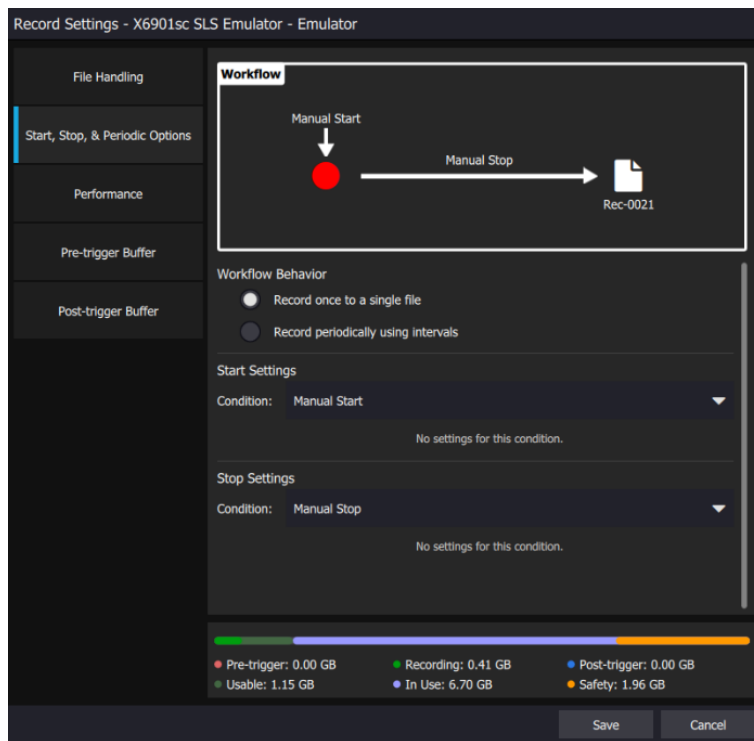 Record Settings - X6901sc SLS Emulator - Emulator
File Handling
Start, Stop, & Periodic Options
Performance
Pre-trigger Buffer
Post-trigger Buffer
Workflow
Manual Start
Manual Stop
Rec-0021
Workflow Behavior
Record once to a single file
Record periodically using intervals
Start Settings
Condition: Manual Start
No settings for this condition.
Stop Settings
Condition: Manual Stop
No settings for this condition.
Pre-trigger: 0.00 GB Recording: 0.41 GB Post-trigger: 0.00 GB
Usable: 1.15 GB In Use: 6.70 GB Safety: 1.96 GB
Save Cancel